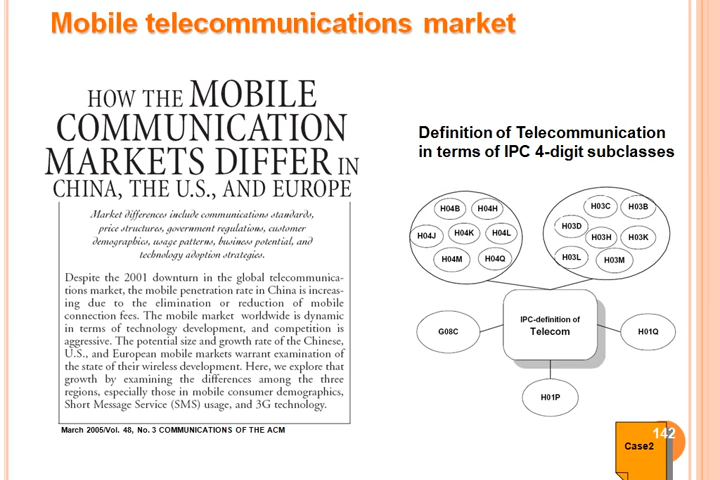 Mobile telecommunications market
HOW THE MOBILE
COMMUNICATION
MARKETS DIFFER IN
CHINA, THE U.S., AND EUROPE
Market differences include communications standards,
price structures, government regulations, customer
demographics, usage patterns, business potential, and
technology adoption strategies.
Despite the 2001 downturn in the global telecommunica-
tions market, the mobile penetration rate in China is increas-
ing due to the elimination or reduction of mobile
connection fees. The mobile market worldwide is dynamic
in terms of technology development, and competition is
aggressive. The potential size and growth rate of the Chinese,
U.S., and European mobile markets warrant examination of
the state of their wireless development. Here, we explore that
growth by examining the differences among the three
regions, especially those in mobile consumer demographics,
Short Message Service (SMS) usage, and 3G technology.
March 2005/Vol. 48, No. 3 COMMUNICATIONS OF THE ACM
Definition of Telecommunication
in terms of IPC 4-digit subclasses
H04B H04H
H04J H04K H04L
H04M H04Q
H03C H03B
H03D
H03H H03K
H03L H03M
IPC-definition of
Telecom
G08C
H01Q
H01P
142
Case2